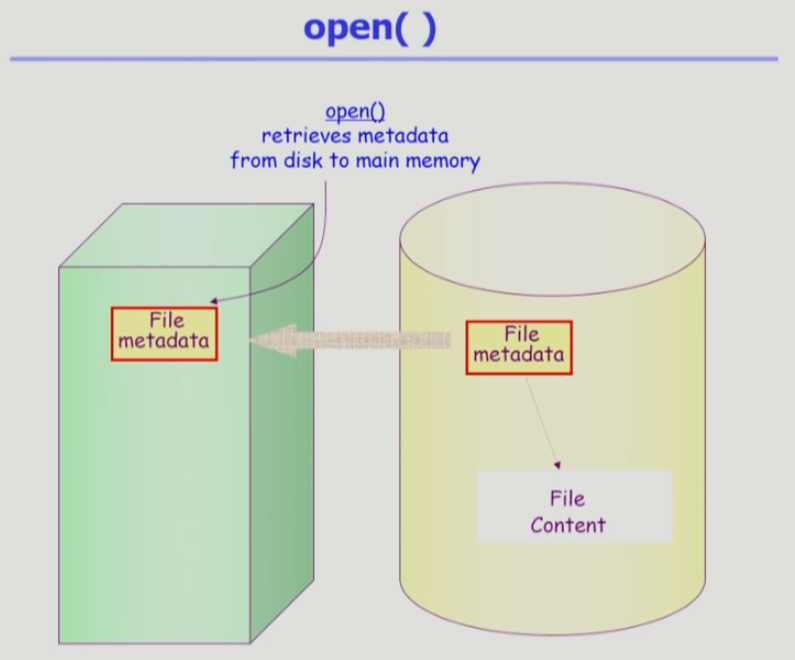 open( )
open()
retrieves metadata
from disk to main memory
File
metadata
File
metadata
File
Content